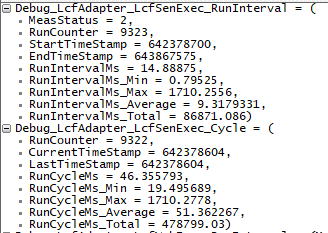 Debug_LcfAdapter_LcfSenExec_RunInterval = (
MeasStatus = 2,
RunCounter = 9323,
StartTimeStamp = 642378700,
EndTimeStamp = 643867575,
RunIntervalMs = 14.88875,
RunIntervalMs_Min = 0.79525,
RunIntervalMs_Max = 1710.2556,
RunIntervalMs_Average = 9.3179331,
RunIntervalMs_Total = 86871.086)
Debug_LcfAdapter_LcfSenExec_Cycle = (
RunCounter = 9322,
CurrentTimeStamp = 642378604,
LastTimeStamp = 642378604,
RunCycleMs = 46.355793,
RunCycleMs_Min = 19.495689,
RunCycleMs_Max = 1710.2778,
RunCycleMs_Average = 51.362267,
RunCycleMs_Total = 478799.03)